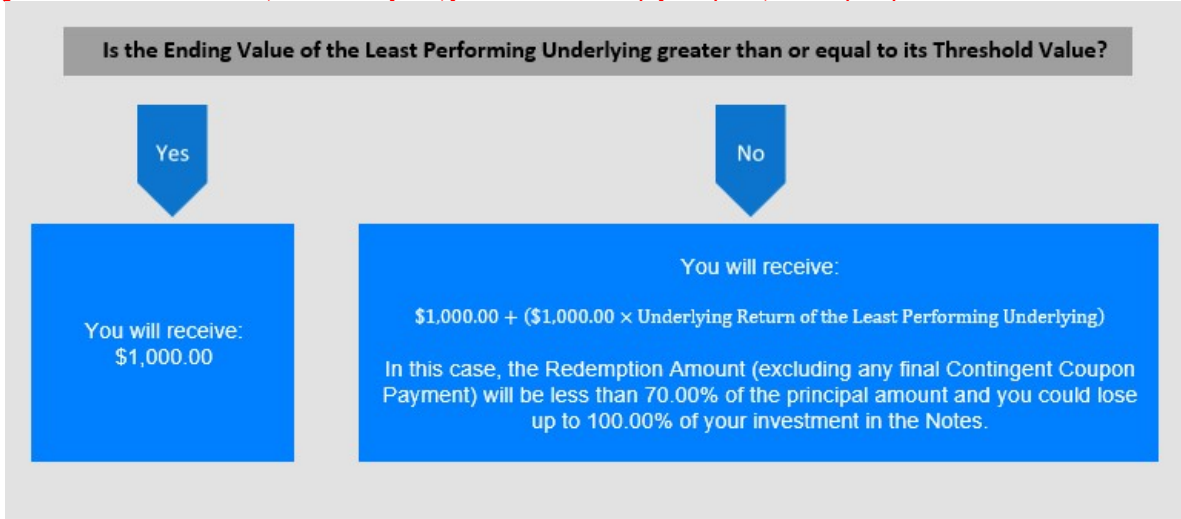 Is the Ending Value of the Least Performing Underlying greater than or equal to its Threshold Value?
Yes
No
You will receive:
$1,000.00
You will receive:
$1,000.00 + ($1,000.00 × Underlying Return of the Least Performing Underlying)
In this case, the Redemption Amount (excluding any final Contingent Coupon
Payment) will be less than 70.00% of the principal amount and you could lose
up to 100.00% of your investment in the Notes.